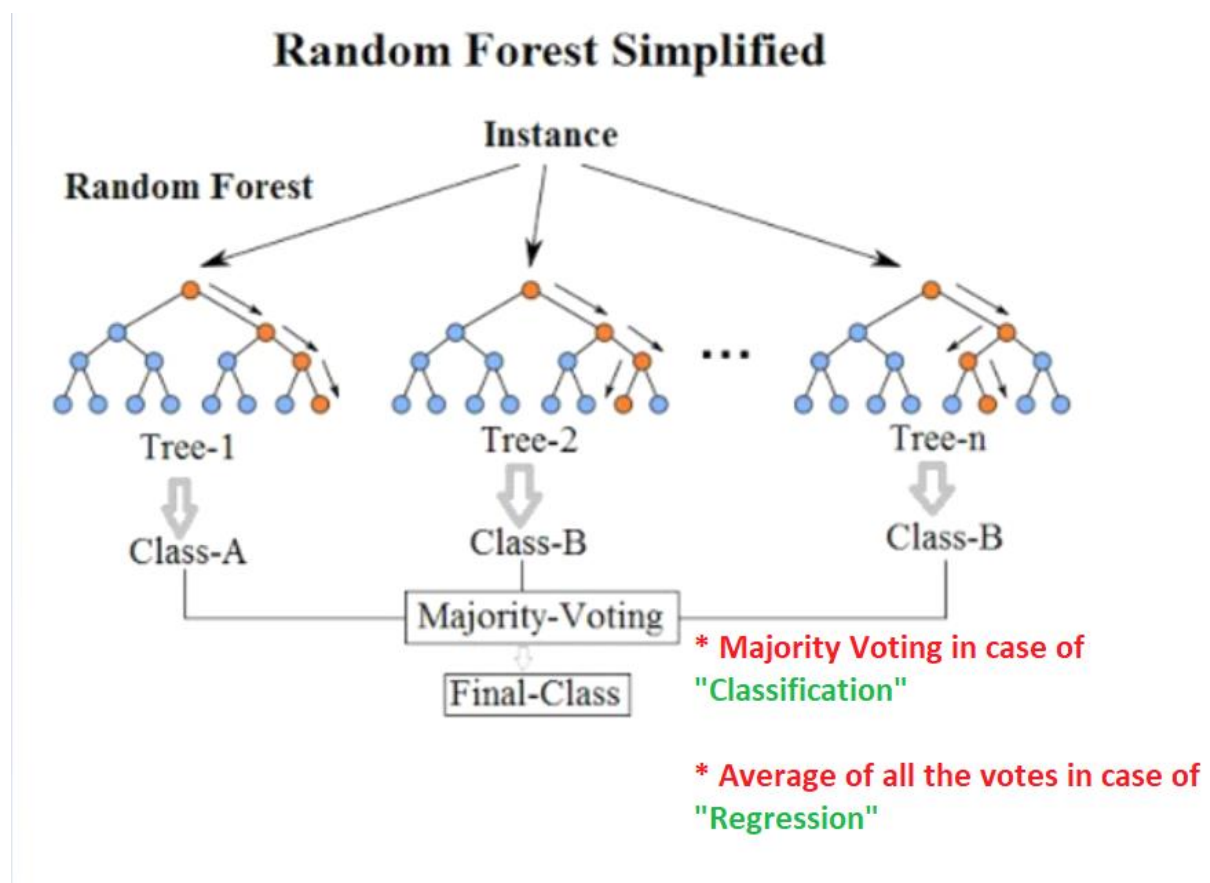 Random Forest Simplified
Instance
Random Forest
...
Tree-1
Tree-2
Tree-n
Class-A
Class-B
Class-B
Majority-Voting
Final-Class
* Majority Voting in case of
"Classification"
* Average of all the votes in case of
"Regression"